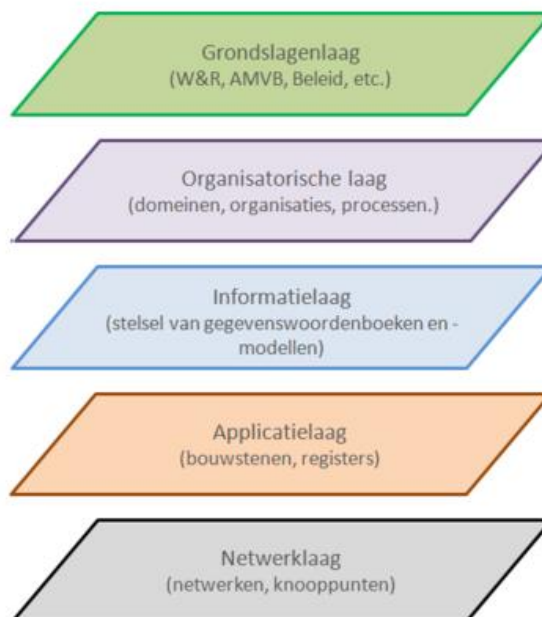 Grondslagenlaag
(W&R, AMVB, Beleid, etc.)
Organisatorische laag
(domeinen, organisaties, processen.)
Informatielaag
(stelsel van gegevenswoordenboeken en -
modellen)
Applicatielaag
(bouwstenen, registers)
Netwerklaag
(netwerken, knooppunten)